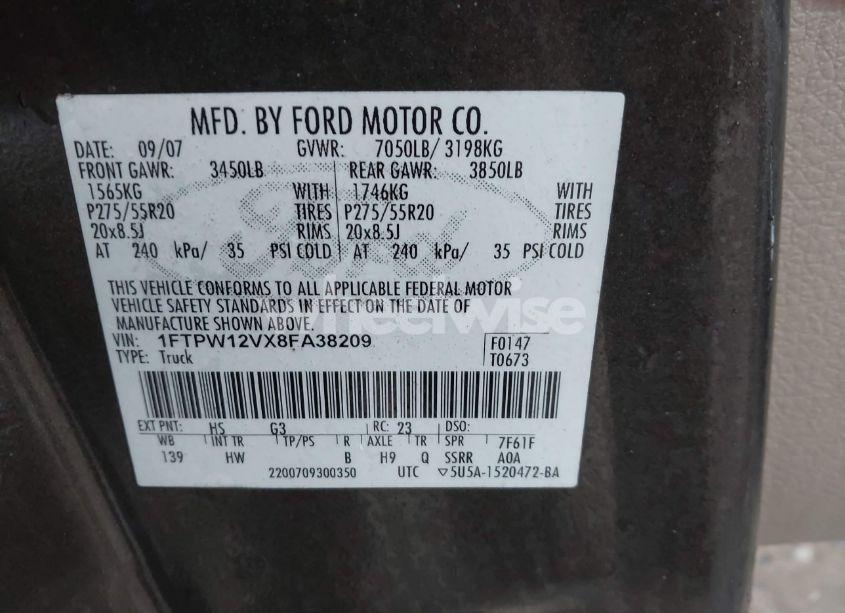 MFD. BY FORD MOTOR CO.
DATE: 09/07 GVWR: 7050LB/ 3198KG
FRONT GAWR: 3450LB REAR GAWR: 3850LB
1565KG WITH 1746KG WITH
P275/55R20 TIRES P275/55R20 TIRES
20x8.5J RIMS 20x8.5J RIMS
AT 240 kPa/ 35 PSI COLD AT 240 kPa/ 35 PSI COLD
Ford
THIS VEHICLE CONFORMS TO ALL APPLICABLE FEDERAL MOTOR
VEHICLE SAFETY STANDARDS IN EFFECT ON THE DATE OF
MANUFACTURE SHOWN ABOVE
wheelwise
VIN: 1FTPW12VX8FA38209 F0147
TYPE: Truck T0673
EXT PNT: HS G3 RC: 23 DSO:
WB INT TR TP/PS R AXLE TR SPR 7F61F
139 HW B H9 Q SSRR A0A
2200709300350 UTC ▽5U5A-1520472-BA